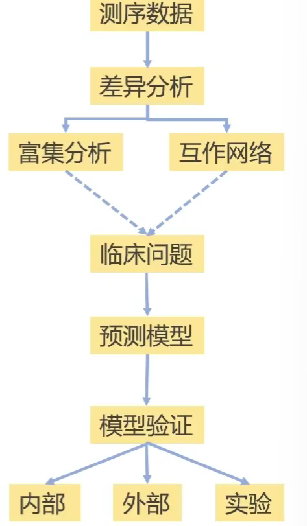 测序数据
差异分析
富集分析
互作网络
临床问题
预测模型
模型验证
内部
外部
实验